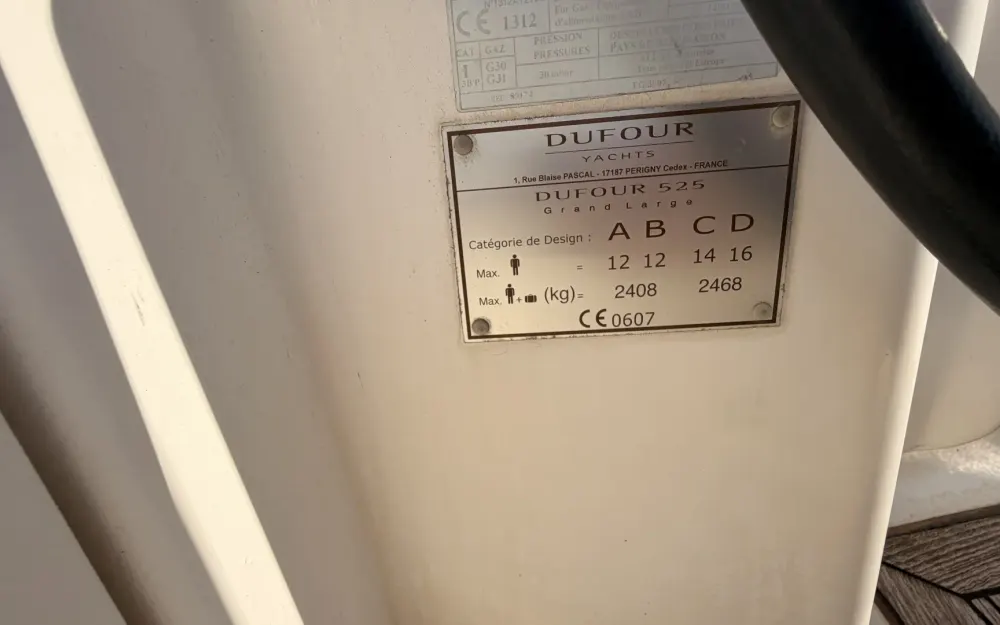 CE 1312
CAT GAZ
PRESSION
PRESSURES
I
G30
G31
DUFOUR
YACHTS
1, Rue Blaise PASCAL - 17187 PERIGNY Cedex - FRANCE
DUFOUR 525
Grand Large
Catégorie de Design : A B C D
Max. = 12 12 14 16
Max. + (kg)= 2408 2468
CE 0607